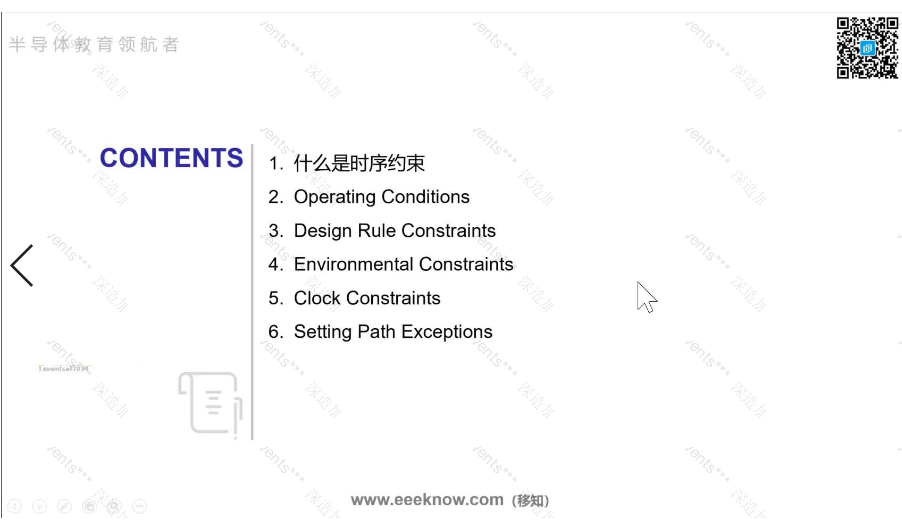 半导体教育领航者
CONTENTS
1. 什么是时序约束
2. Operating Conditions
3. Design Rule Constraints
4. Environmental Constraints
5. Clock Constraints
6. Setting Path Exceptions
www.eeeknow.com（移知）